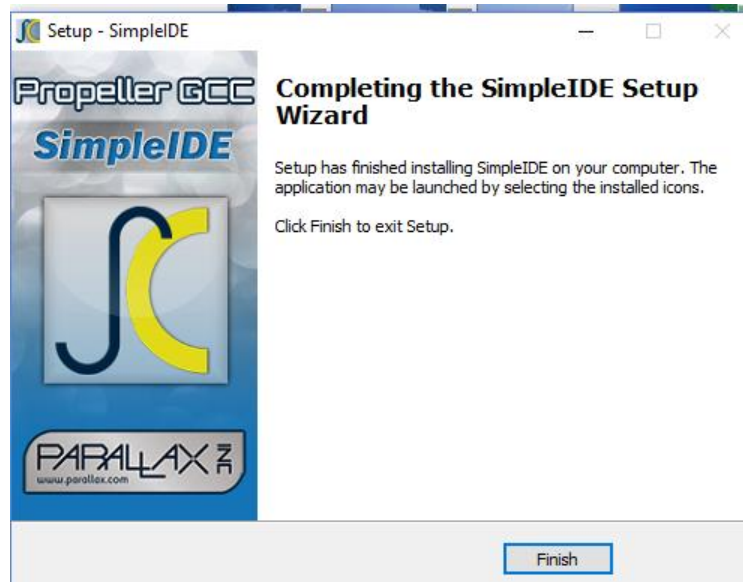 Setup - SimpleIDE
Propeller GCC
SimpleIDE
Completing the SimpleIDE Setup
Wizard
Setup has finished installing SimpleIDE on your computer. The
application may be launched by selecting the installed icons.
Click Finish to exit Setup.
PARALLAX INC
www.parallax.com
Finish